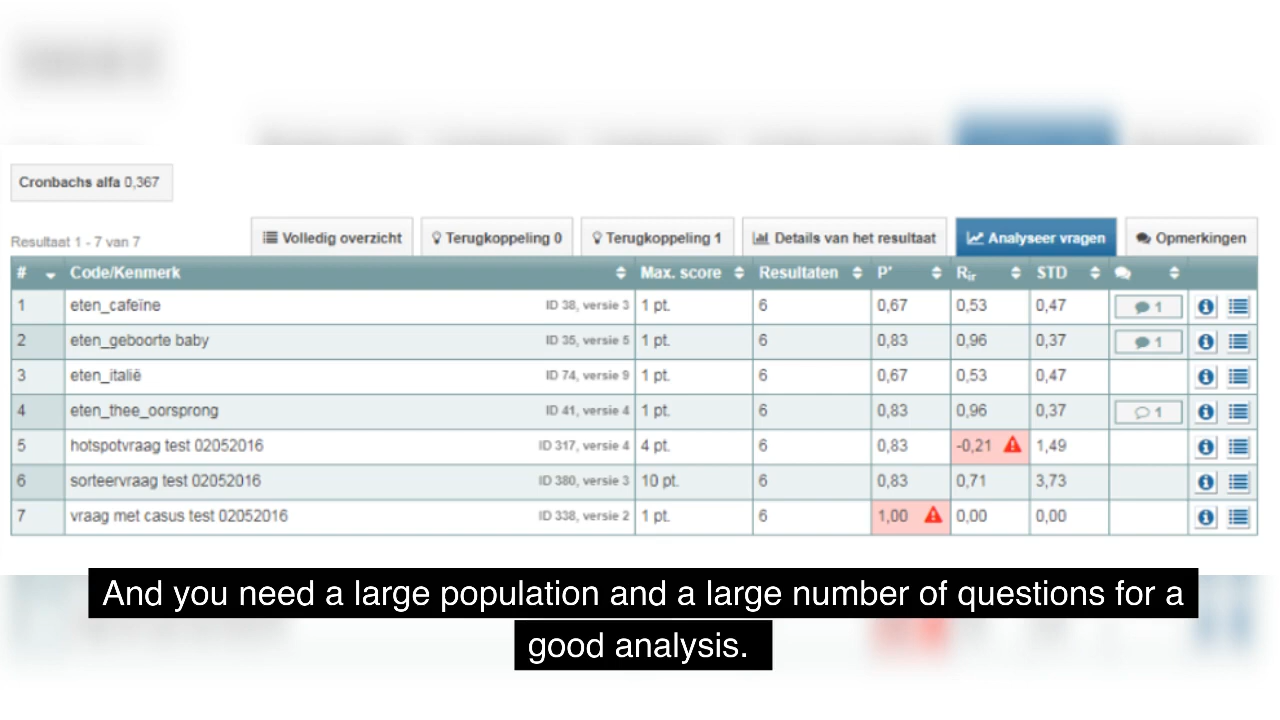 Cronbachs alfa 0,367
Resultaat 1 - 7 van 7
Volledig overzicht Terugkoppeling 0 Terugkoppeling 1 Details van het resultaat Analyseer vragen Opmerkingen
# Code/Kenmerk Max. score Resultaten P' Rir STD
1 eten_cafeïne ID 38, versie 3 1 pt. 6 0,67 0,53 0,47 1
2 eten_geboorte baby ID 35, versie 5 1 pt. 6 0,83 0,96 0,37 1
3 eten_italië ID 74, versie 9 1 pt. 6 0,67 0,53 0,47
4 eten_thee_oorsprong ID 41, versie 4 1 pt. 6 0,83 0,96 0,37 1
5 hotspotvraag test 02052016 ID 317, versie 4 4 pt. 6 0,83 -0,21 1,49
6 sorteervraag test 02052016 ID 380, versie 3 10 pt. 6 0,83 0,71 3,73
7 vraag met casus test 02052016 ID 338, versie 2 1 pt. 6 1,00 0,00 0,00
And you need a large population and a large number of questions for a
good analysis.